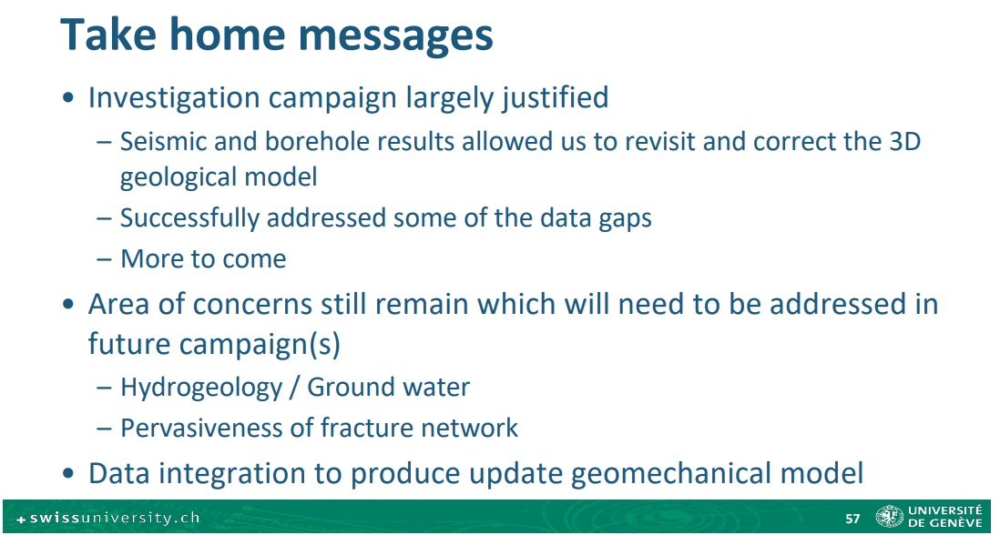 Take home messages
• Investigation campaign largely justified
– Seismic and borehole results allowed us to revisit and correct the 3D
geological model
– Successfully addressed some of the data gaps
– More to come
• Area of concerns still remain which will need to be addressed in
future campaign(s)
– Hydrogeology / Ground water
– Pervasiveness of fracture network
• Data integration to produce update geomechanical model
+swissuniversity.ch
57
UNIVERSITÉ
DE GENÈVE